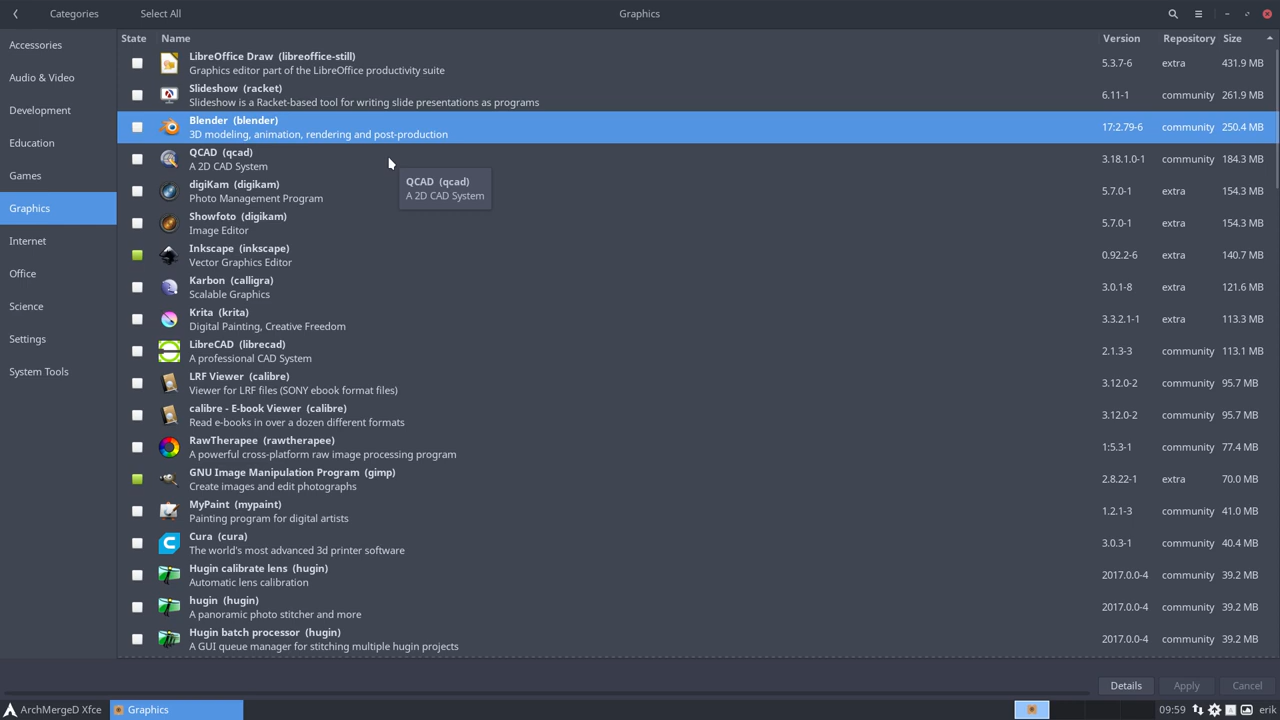 Categories
Select All
Graphics
Accessories
Audio & Video
Development
Education
Games
Graphics
Internet
Office
Science
Settings
System Tools
State Name Version Repository Size
LibreOffice Draw (libreoffice-still)
Graphics editor part of the LibreOffice productivity suite
5.3.7-6 extra 431.9 MB
Slideshow (racket)
Slideshow is a Racket-based tool for writing slide presentations as programs
6.11-1 community 261.9 MB
Blender (blender)
3D modeling, animation, rendering and post-production
17:2.79-6 community 250.4 MB
QCAD (qcad)
A 2D CAD System
3.18.1.0-1 community 184.3 MB
QCAD (qcad)
A 2D CAD System
digiKam (digikam)
Photo Management Program
5.7.0-1 extra 154.3 MB
Showfoto (digikam)
Image Editor
5.7.0-1 extra 154.3 MB
Inkscape (inkscape)
Vector Graphics Editor
0.92.2-6 extra 140.7 MB
Karbon (calligra)
Scalable Graphics
3.0.1-8 extra 121.6 MB
Krita (krita)
Digital Painting, Creative Freedom
3.3.2.1-1 extra 113.3 MB
LibreCAD (librecad)
A professional CAD System
2.1.3-3 community 113.1 MB
LRF Viewer (calibre)
Viewer for LRF files (SONY ebook format files)
3.12.0-2 community 95.7 MB
calibre - E-book Viewer (calibre)
Read e-books in over a dozen different formats
3.12.0-2 community 95.7 MB
RawTherapee (rawtherapee)
A powerful cross-platform raw image processing program
1:5.3-1 community 77.4 MB
GNU Image Manipulation Program (gimp)
Create images and edit photographs
2.8.22-1 extra 70.0 MB
MyPaint (mypaint)
Painting program for digital artists
1.2.1-3 community 41.0 MB
Cura (cura)
The world's most advanced 3d printer software
3.0.3-1 community 40.4 MB
Hugin calibrate lens (hugin)
Automatic lens calibration
2017.0.0-4 community 39.2 MB
hugin (hugin)
A panoramic photo stitcher and more
2017.0.0-4 community 39.2 MB
Hugin batch processor (hugin)
A GUI queue manager for stitching multiple hugin projects
2017.0.0-4 community 39.2 MB
Details Apply Cancel
ArchMergeD Xfce
Graphics
09:59
erik